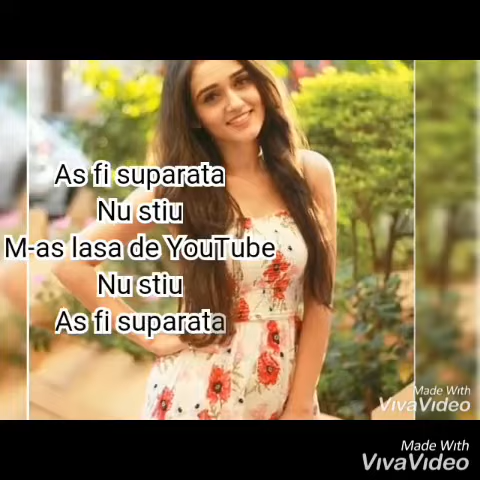 As fi suparata
Nu stiu
M-as lasa de YouTube
Nu stiu
As fi suparata
Made With
VivaVideo
Made With
VivaVideo